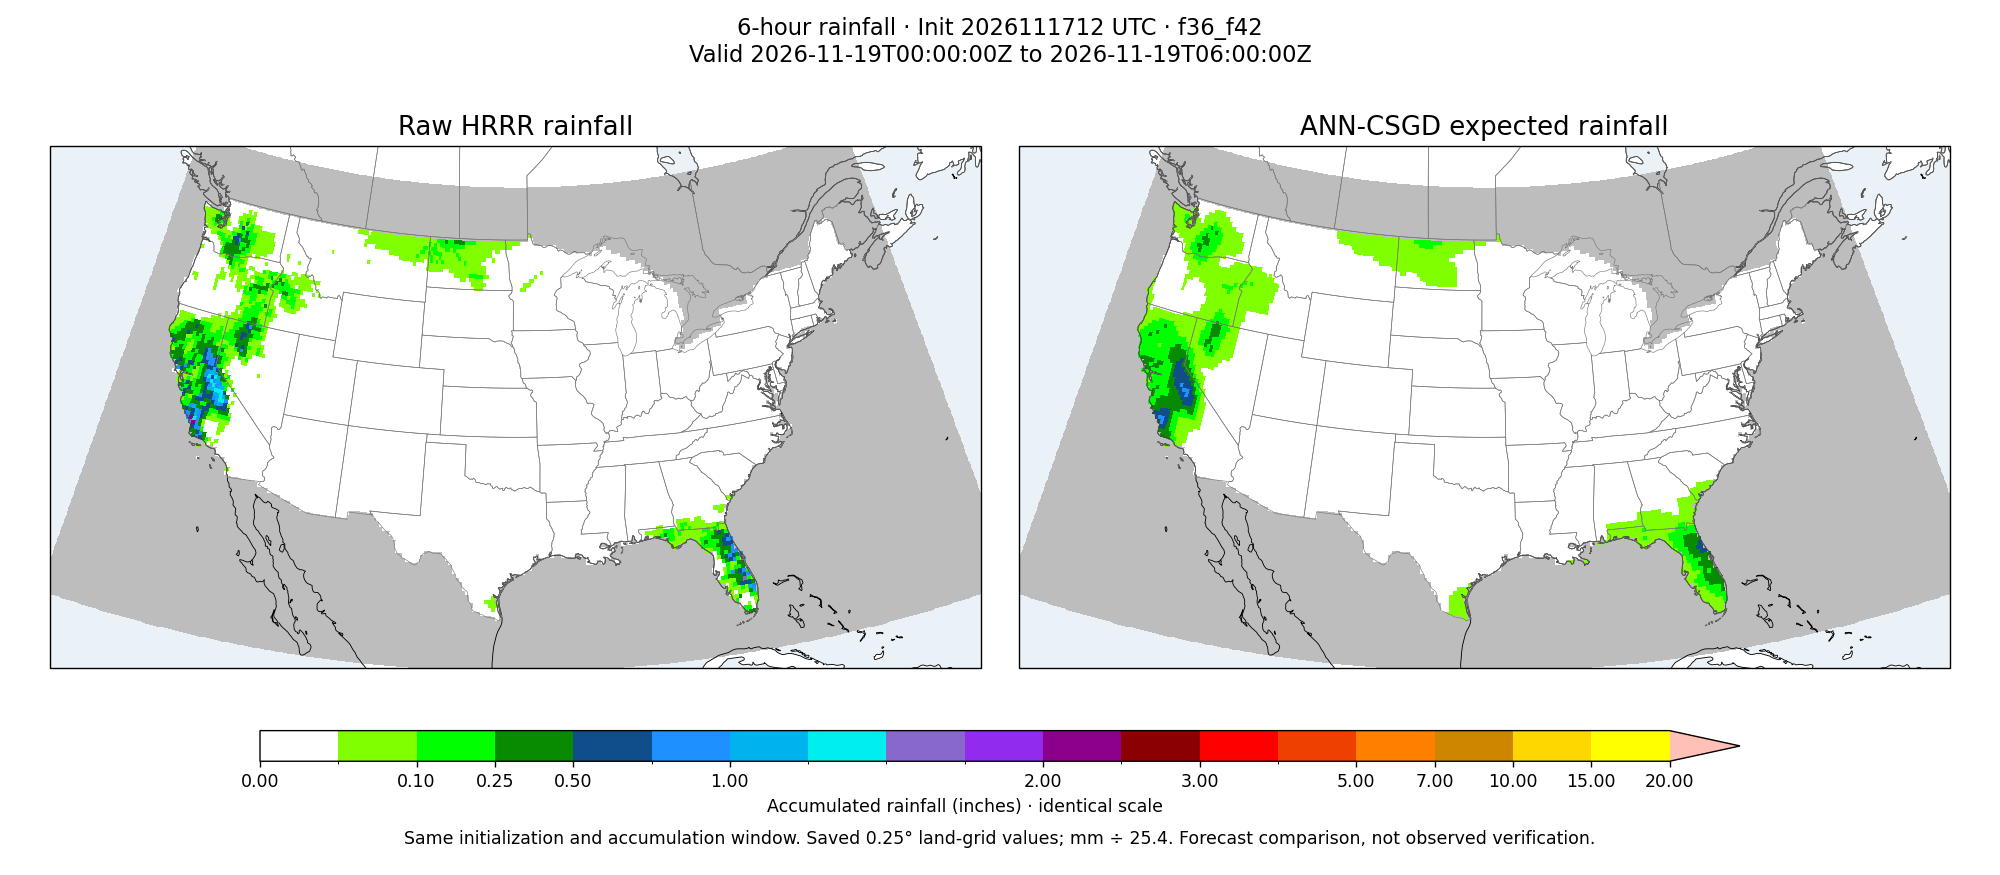 6-hour rainfall · Init 2026111712 UTC · f36_f42
Valid 2026-11-19T00:00:00Z to 2026-11-19T06:00:00Z
Raw HRRR rainfall
ANN-CSGD expected rainfall
0.00 0.10 0.25 0.50 1.00 2.00 3.00 5.00 7.00 10.00 15.00 20.00
Accumulated rainfall (inches) · identical scale
Same initialization and accumulation window. Saved 0.25° land-grid values; mm ÷ 25.4. Forecast comparison, not observed verification.